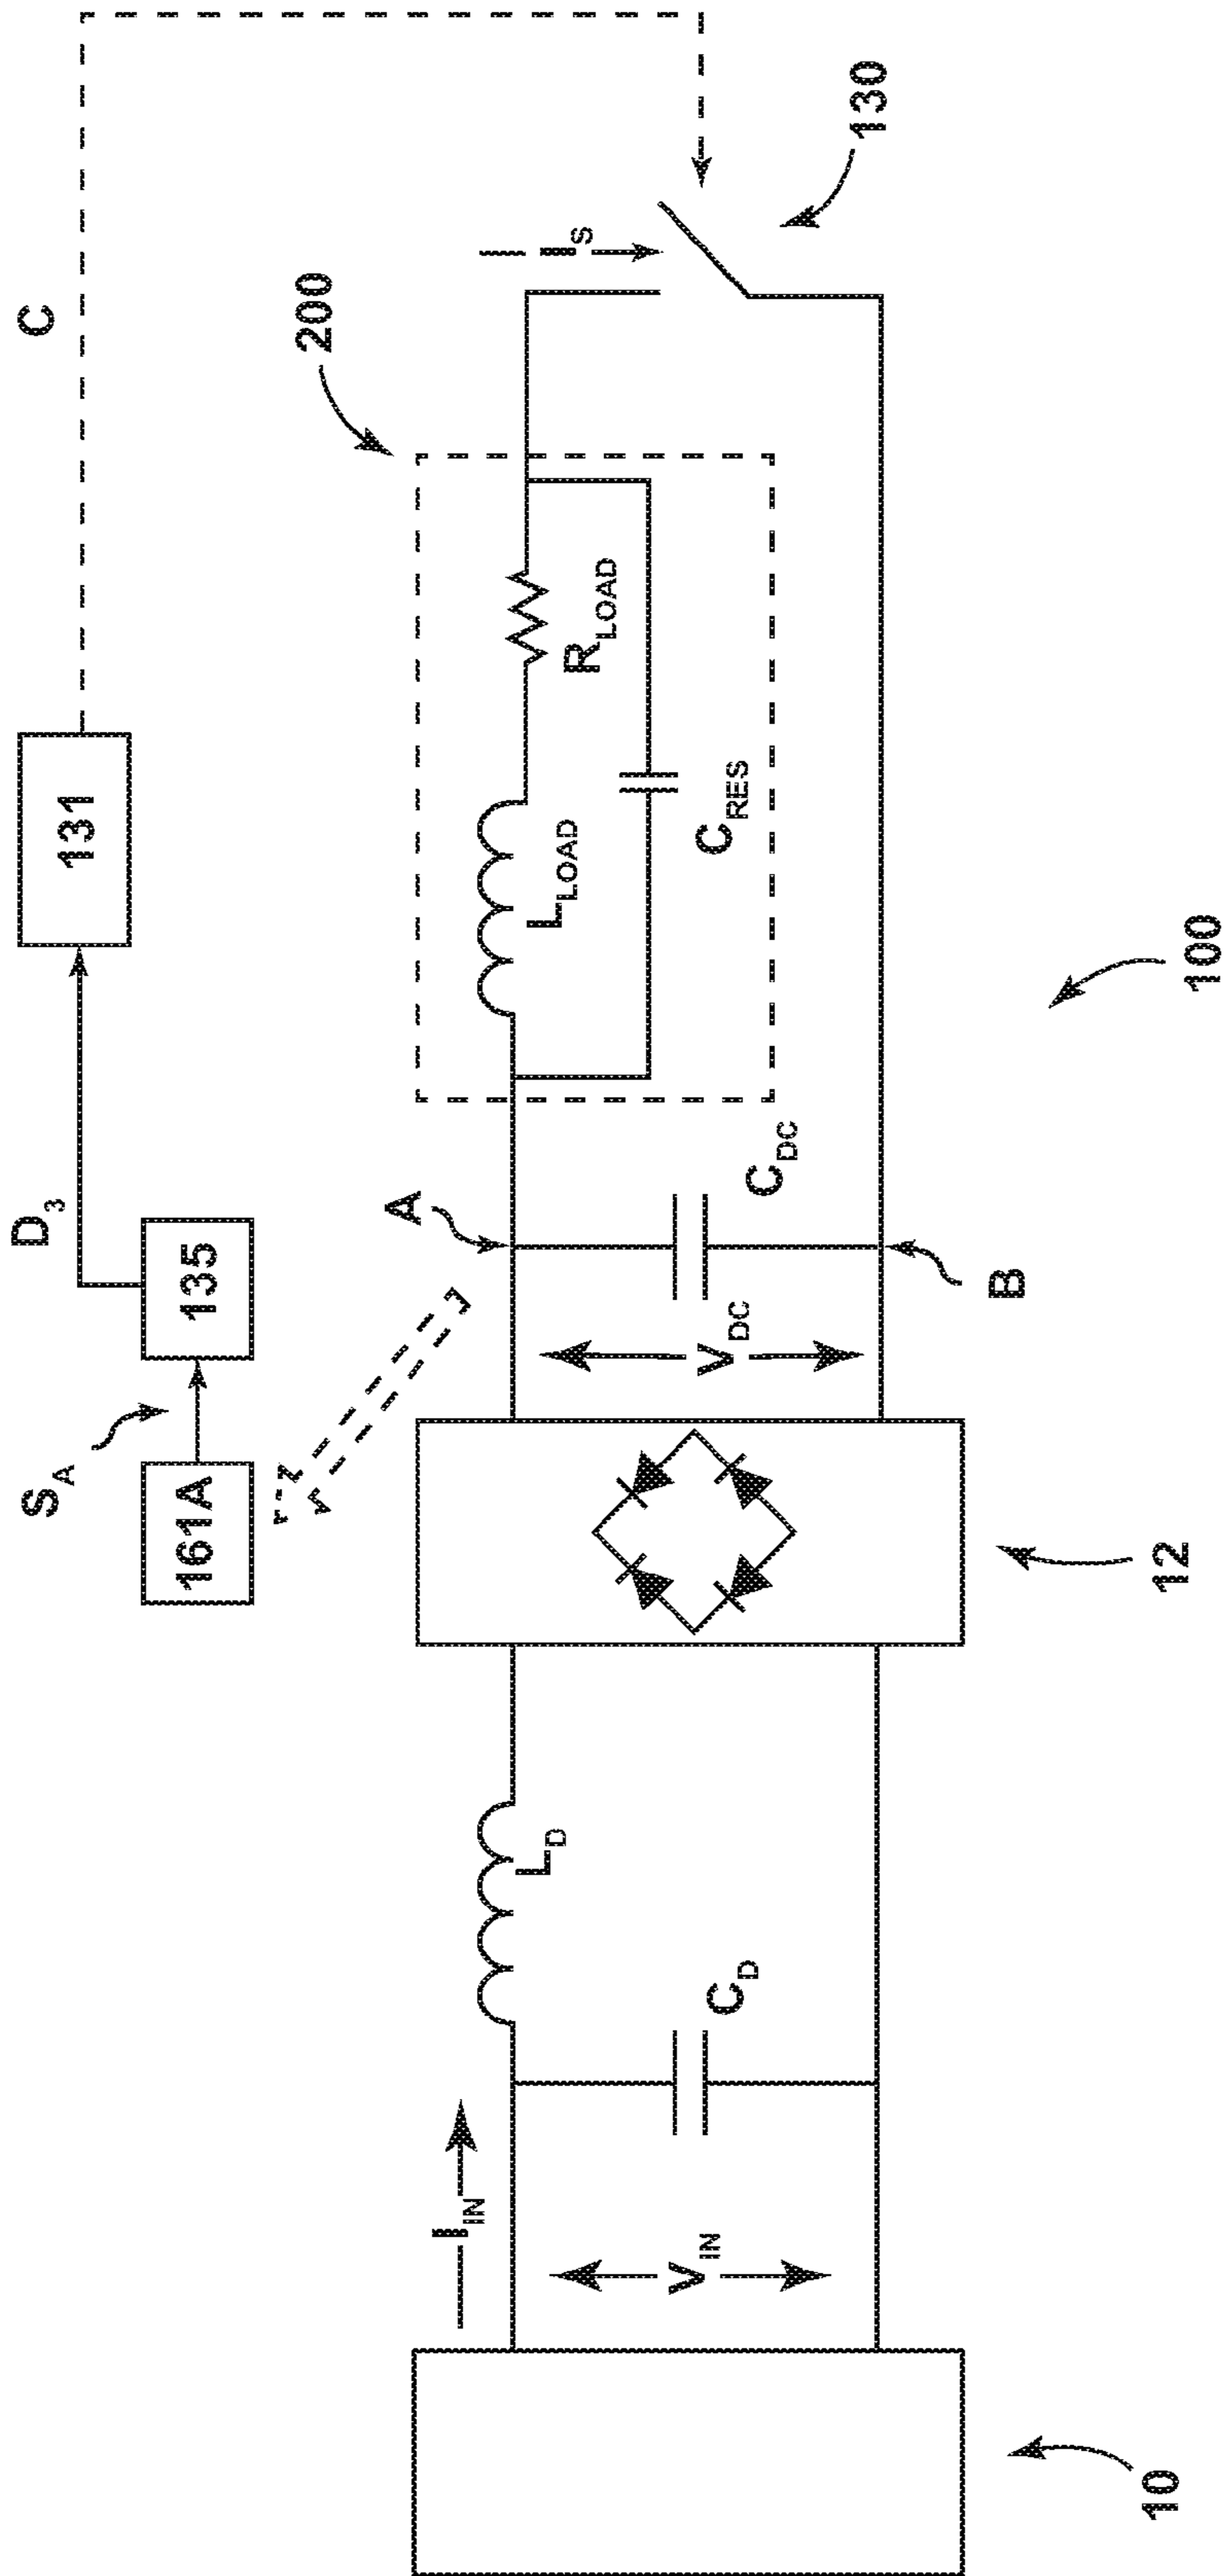 C
D3
131
SA
161A
135
200
IS
130
A
LLOAD
RLOAD
CRES
IIN
VIN
CD
LD
VDC
CDC
B
10
12
100